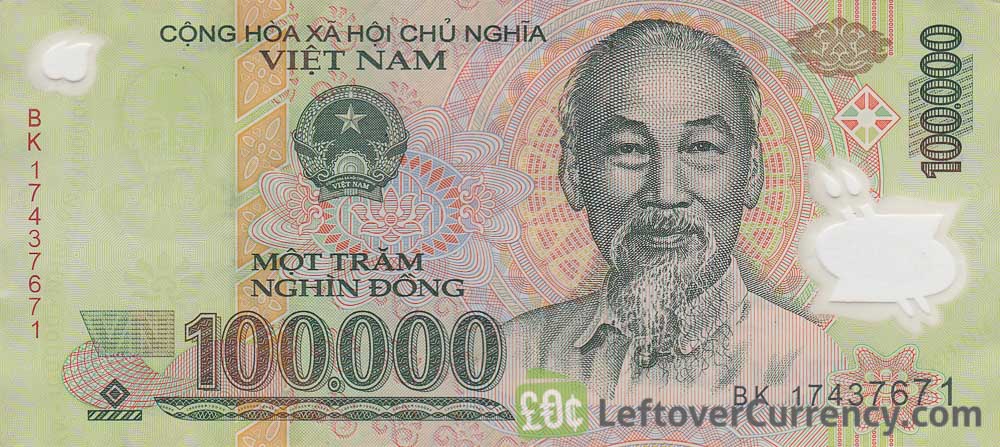 CỘNG HÒA XÃ HỘI CHỦ NGHĨA
VIỆT NAM
100.000
BK 17437671
VIỆT NAM
MỘT TRĂM
NGHÌN ĐỒNG
100.000
BK 17437671
£0¢ LeftoverCurrency.com